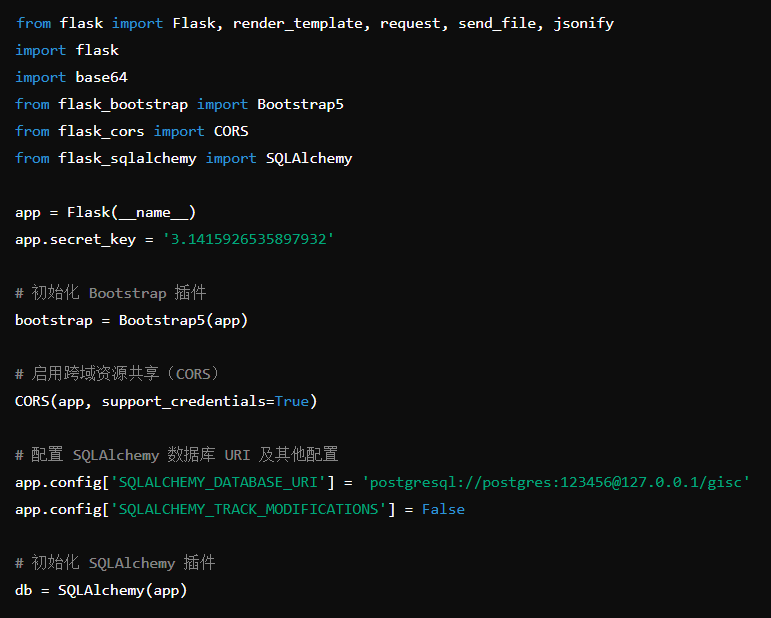 from flask import Flask, render_template, request, send_file, jsonify
import flask
import base64
from flask_bootstrap import Bootstrap5
from flask_cors import CORS
from flask_sqlalchemy import SQLAlchemy
app = Flask(__name__)
app.secret_key = '3.1415926535897932'
# 初始化 Bootstrap 插件
bootstrap = Bootstrap5(app)
# 启用跨域资源共享（CORS）
CORS(app, support_credentials=True)
# 配置 SQLAlchemy 数据库 URI 及其他配置
app.config['SQLALCHEMY_DATABASE_URI'] = 'postgresql://postgres:123456@127.0.0.1/gisc'
app.config['SQLALCHEMY_TRACK_MODIFICATIONS'] = False
# 初始化 SQLAlchemy 插件
db = SQLAlchemy(app)